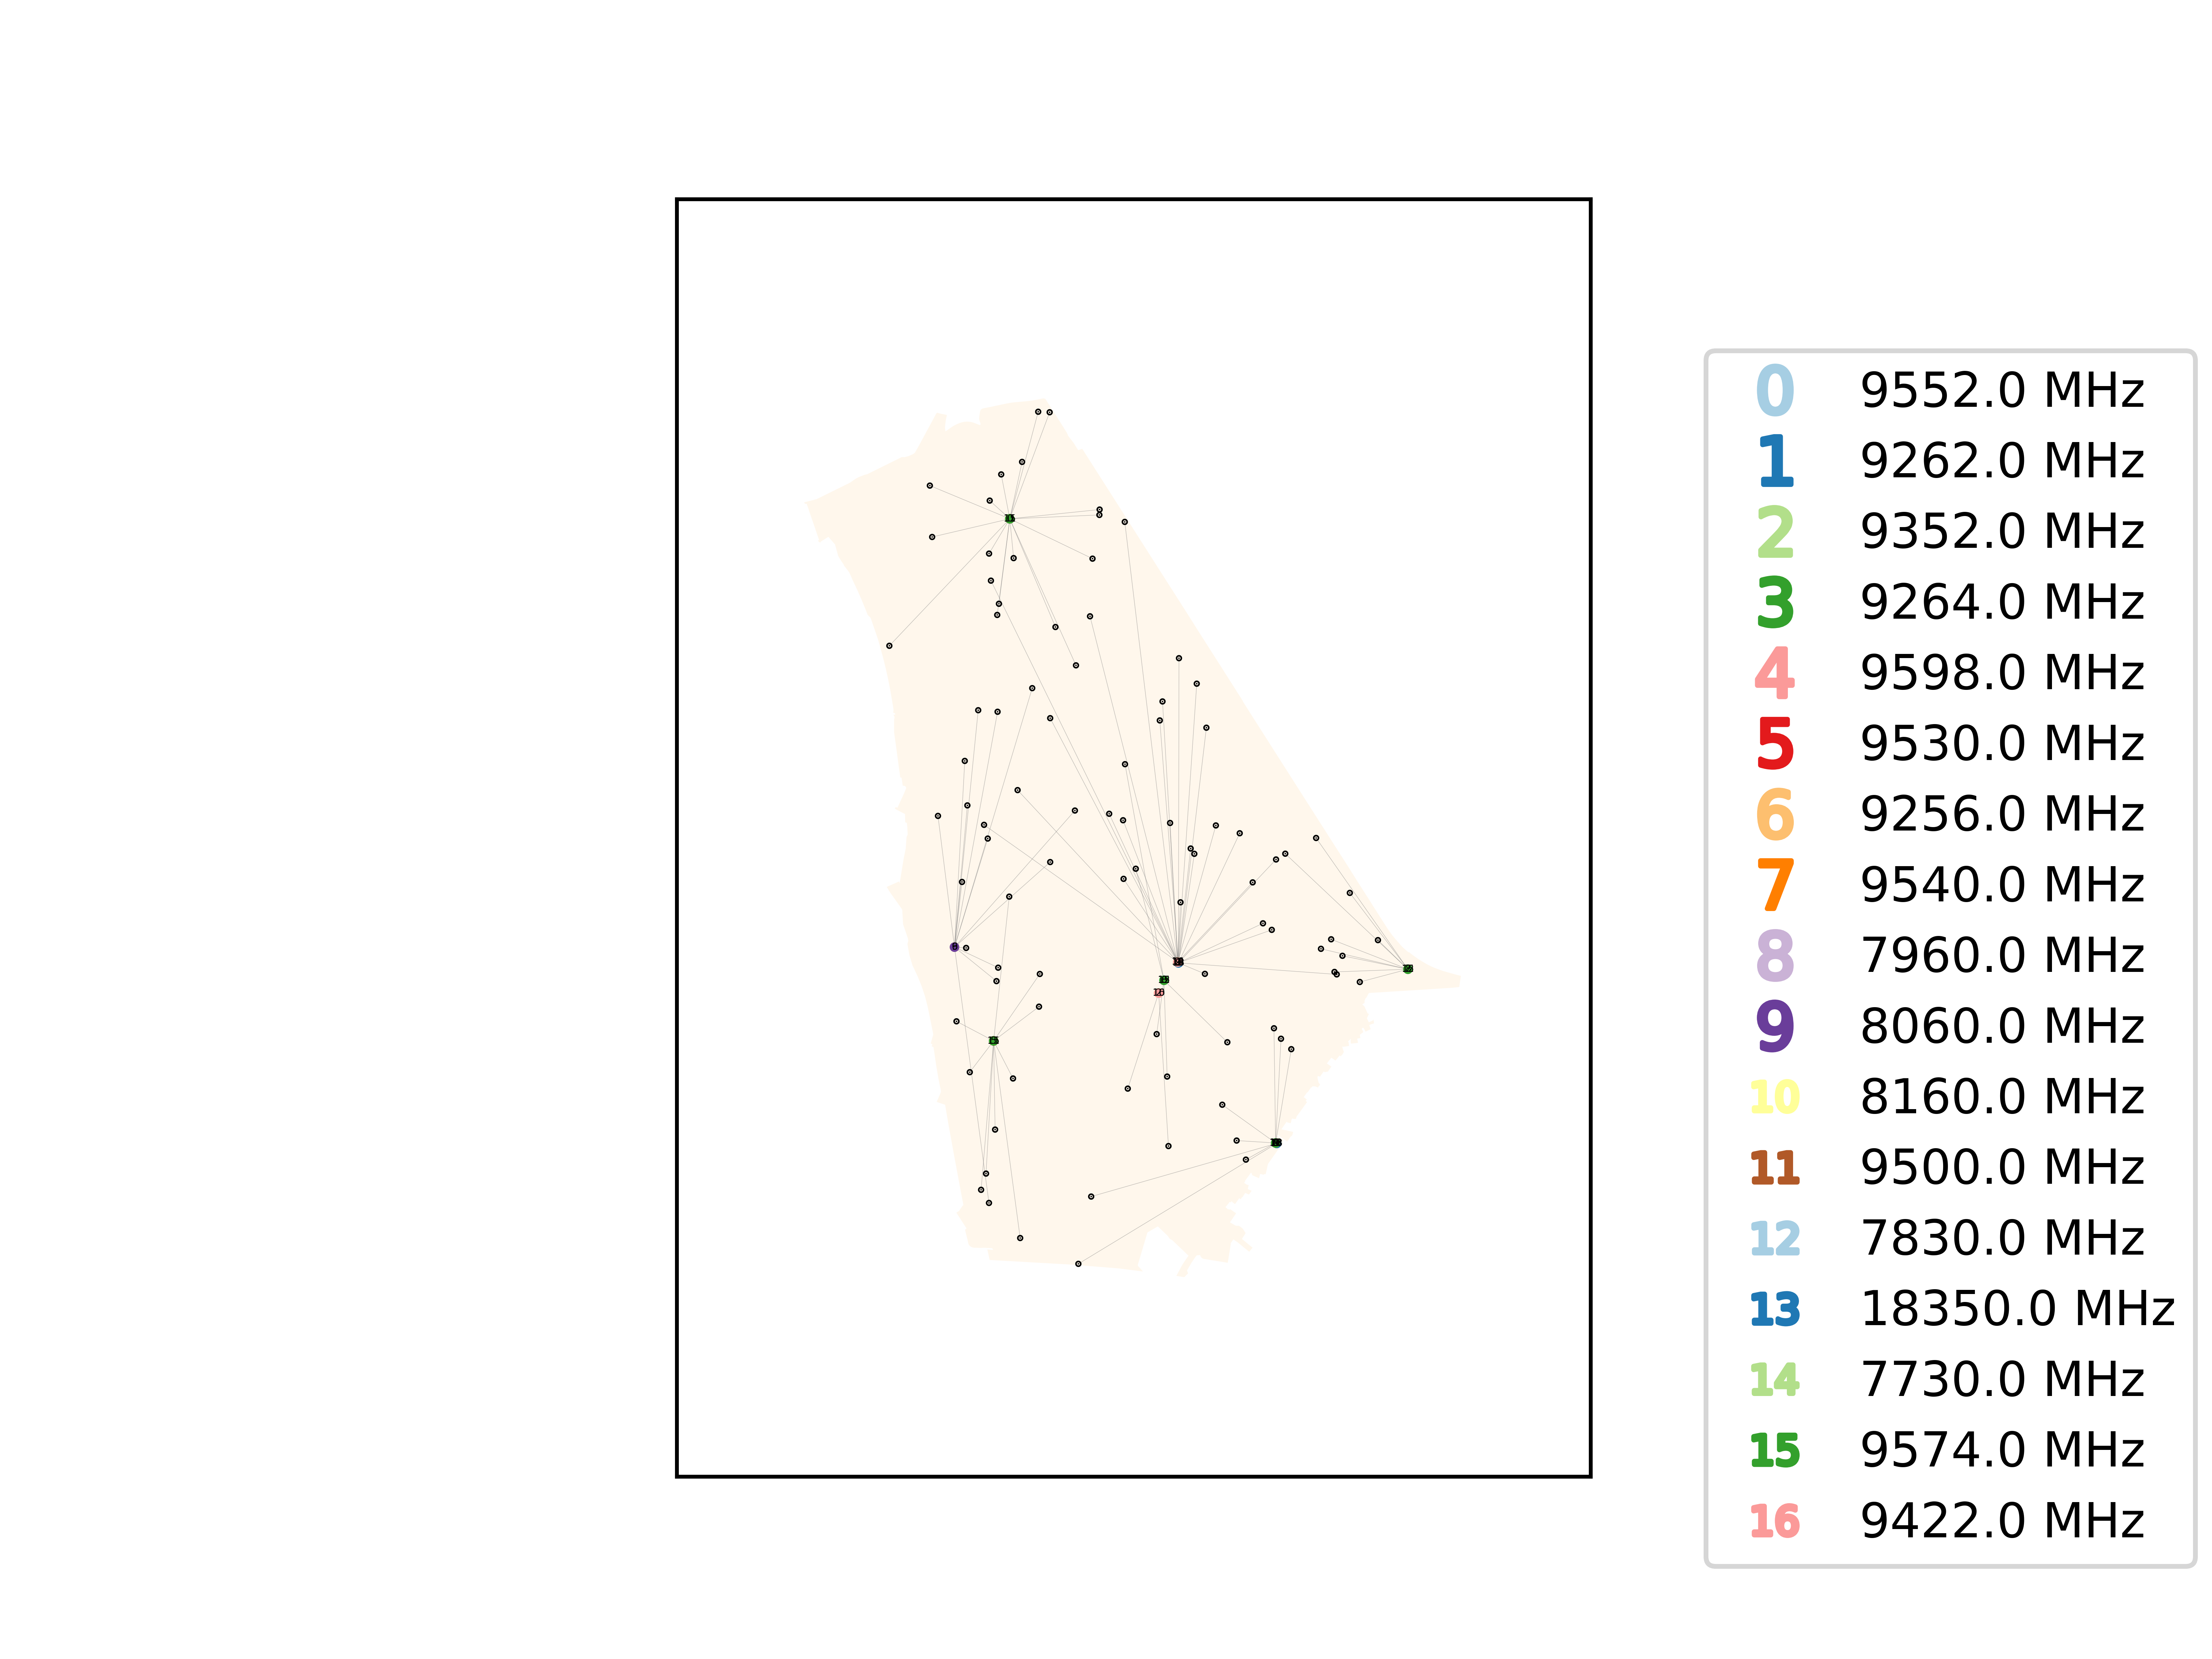 0 9552.0 MHz
1 9262.0 MHz
2 9352.0 MHz
3 9264.0 MHz
4 9598.0 MHz
5 9530.0 MHz
6 9256.0 MHz
7 9540.0 MHz
8 7960.0 MHz
9 8060.0 MHz
10 8160.0 MHz
11 9500.0 MHz
12 7830.0 MHz
13 18350.0 MHz
14 7730.0 MHz
15 9574.0 MHz
16 9422.0 MHz